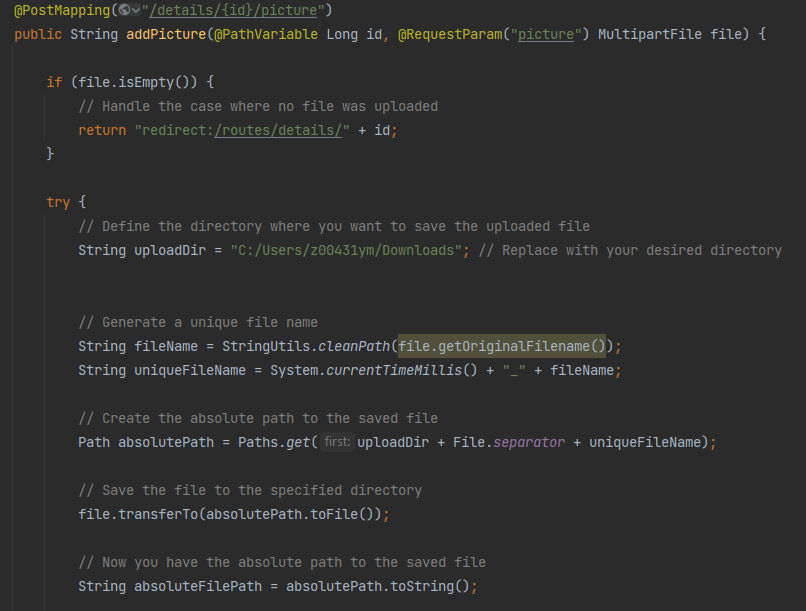 @PostMapping("/details/{id}/picture")
public String addPicture(@PathVariable Long id, @RequestParam("picture") MultipartFile file) {
if (file.isEmpty()) {
// Handle the case where no file was uploaded
return "redirect:/routes/details/" + id;
}
try {
// Define the directory where you want to save the uploaded file
String uploadDir = "C:/Users/z00431ym/Downloads"; // Replace with your desired directory
// Generate a unique file name
String fileName = StringUtils.cleanPath(file.getOriginalFilename());
String uniqueFileName = System.currentTimeMillis() + "_" + fileName;
// Create the absolute path to the saved file
Path absolutePath = Paths.get( first: uploadDir + File.separator + uniqueFileName);
// Save the file to the specified directory
file.transferTo(absolutePath.toFile());
// Now you have the absolute path to the saved file
String absoluteFilePath = absolutePath.toString();